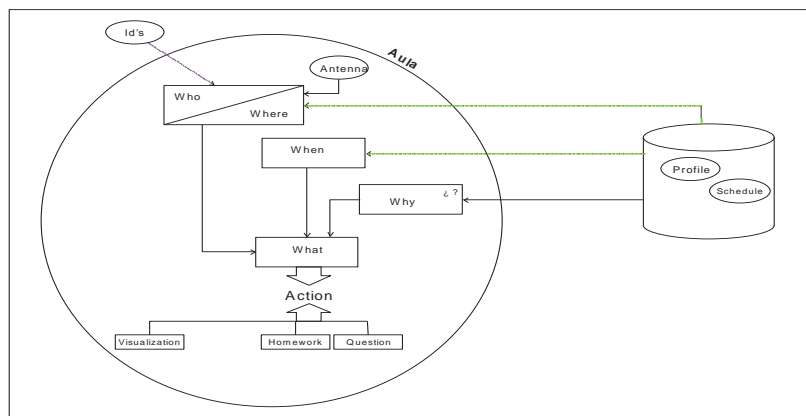 Id's
Aula
Antenna
Who
Where
When
Profile
Schedule
¿ ?
Why
What
Action
Visualization
Homework
Question